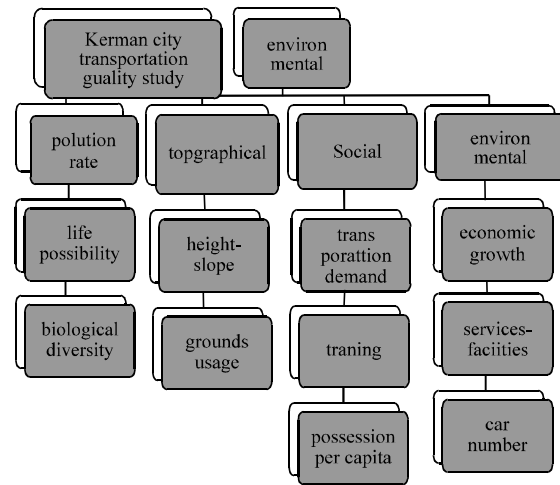 Kerman city
transportation
guality study
environ
mental
polution
rate
topgraphical
Social
environ
mental
life
possibility
height-
slope
trans
porattion
demand
economic
growth
biological
diversity
grounds
usage
traning
services-
faciities
possession
per capita
car
number